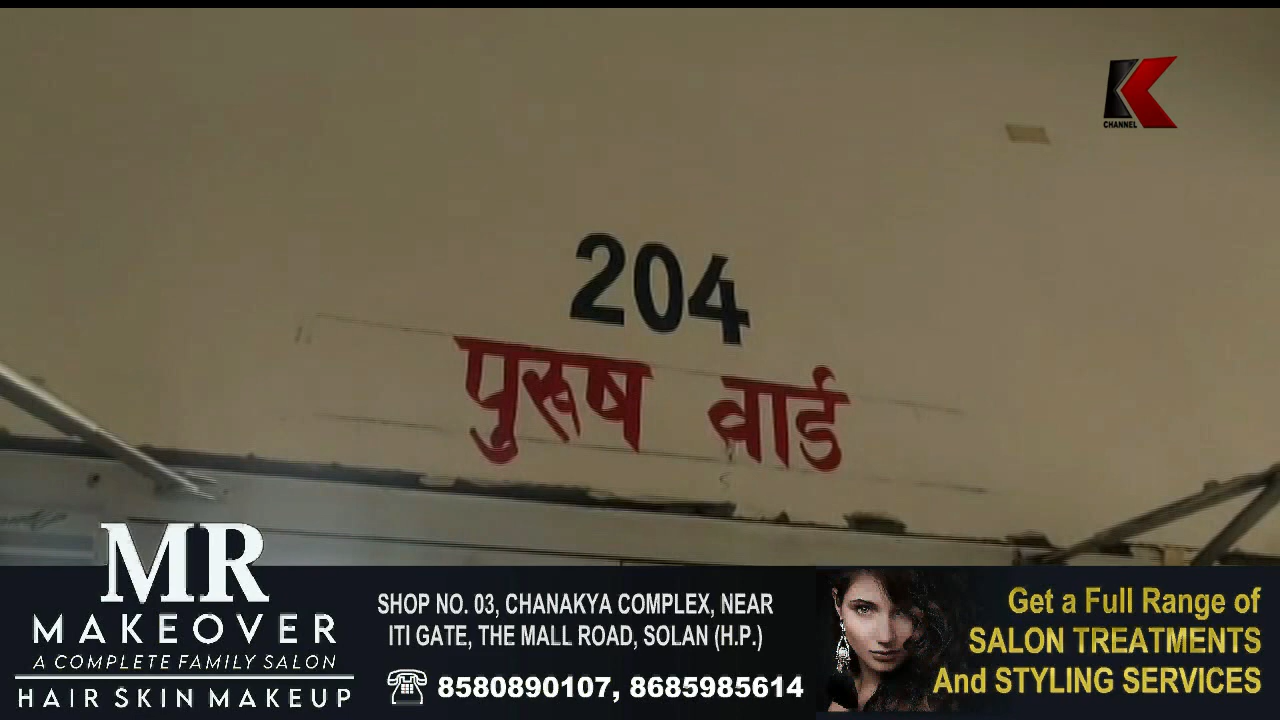 K
CHANNEL
204
पुरूष वार्ड
MR
MAKEOVER
A COMPLETE FAMILY SALON
HAIR SKIN MAKEUP
SHOP NO. 03, CHANAKYA COMPLEX, NEAR
ITI GATE, THE MALL ROAD, SOLAN (H.P.)
8580890107, 8685985614
Get a Full Range of
SALON TREATMENTS
And STYLING SERVICES